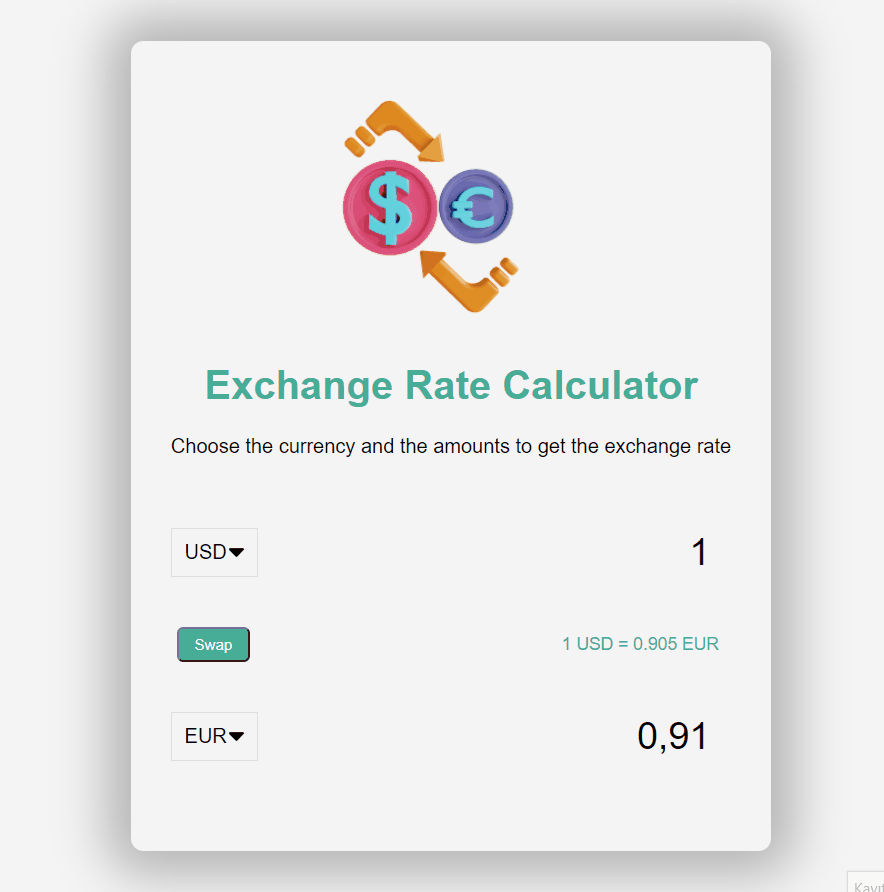 $ €
Exchange Rate Calculator
Choose the currency and the amounts to get the exchange rate
USD 1
Swap 1 USD = 0.905 EUR
EUR 0,91